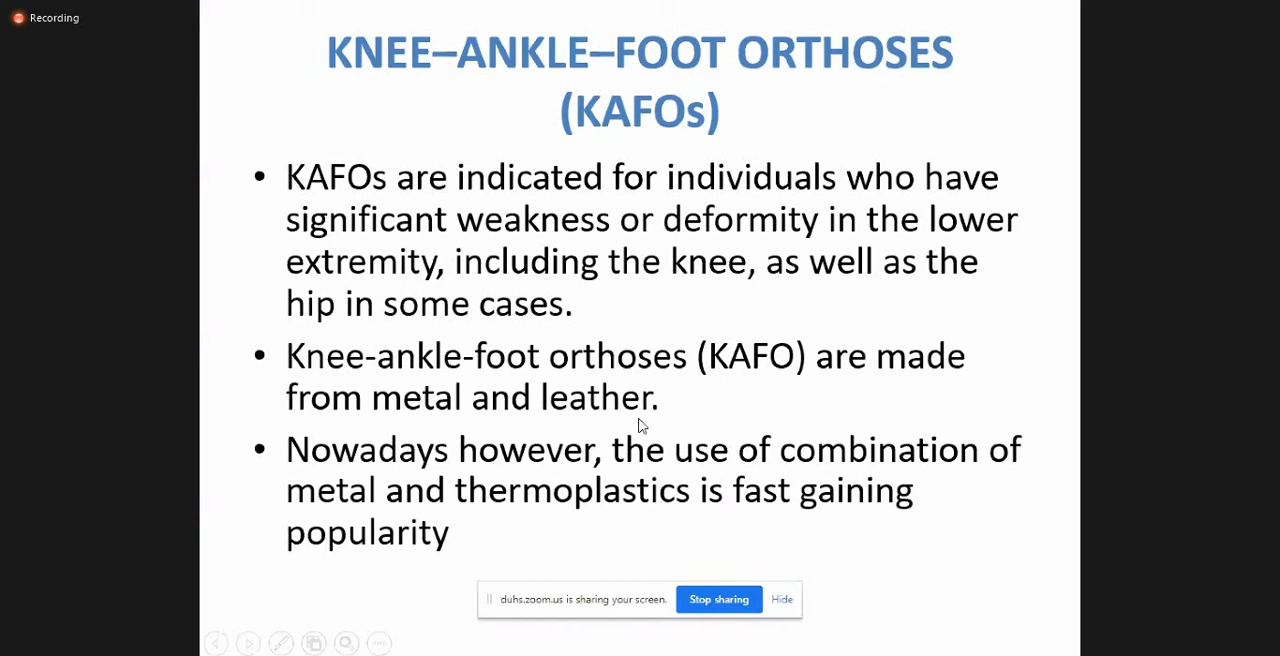 Recording
KNEE–ANKLE–FOOT ORTHOSES
(KAFOs)
• KAFOs are indicated for individuals who have
significant weakness or deformity in the lower
extremity, including the knee, as well as the
hip in some cases.
• Knee-ankle-foot orthoses (KAFO) are made
from metal and leather.
• Nowadays however, the use of combination of
metal and thermoplastics is fast gaining
popularity
duhs.zoom.us is sharing your screen. Stop sharing Hide